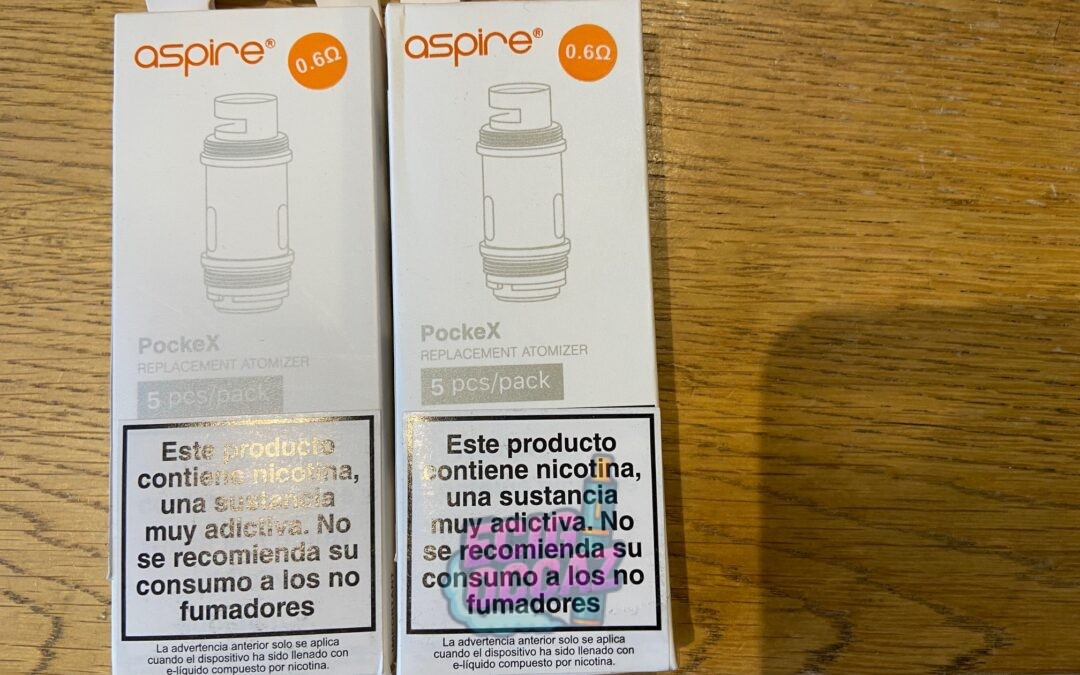 aspire®
0.6Ω
PockeX
REPLACEMENT ATOMIZER
5 pcs/pack
Este producto
contiene nicotina,
una sustancia
muy adictiva. No
se recomienda su
consumo a los no
fumadores
La advertencia anterior solo se aplica
cuando el dispositivo ha sido llenado con
e-líquido compuesto por nicotina.
aspire®
0.6Ω
PockeX
REPLACEMENT ATOMIZER
5 pcs/pack
Este producto
contiene nicotina,
una sustancia
muy adictiva. No
se recomienda su
consumo a los no
fumadores
La advertencia anterior solo se aplica
cuando el dispositivo ha sido llenado con
e-líquido compuesto por nicotina.